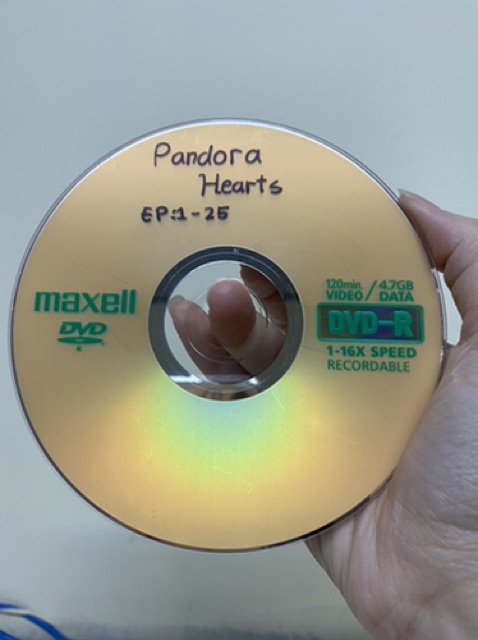 Pandora
Hearts
EP:1-25
maxell
DVD
R
120min. / 4.7GB
VIDEO / DATA
DVD-R
1-16X SPEED
RECORDABLE